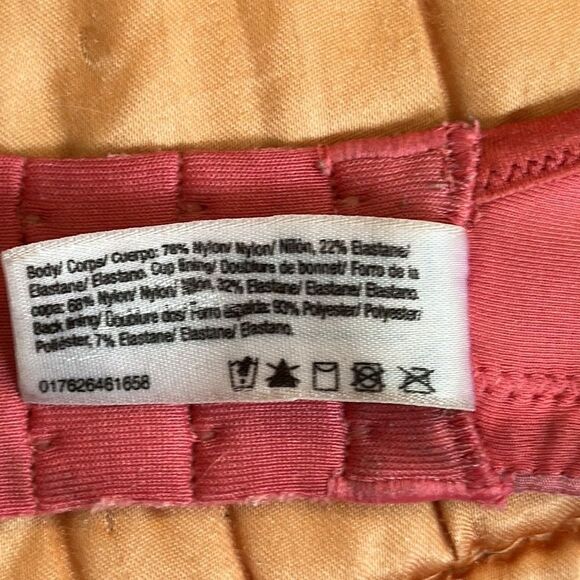 Body/ Corps/ Cuerpo: 78% Nylon/ Nylon/ Nilón, 22% Elastane/
Elastane/ Elastano. Cup lining/ Doublure de bonnet/ Forro de la
copa: 68% Nylon/ Nylon/ Nilon, 32% Elastane/ Elastane/ Elastano.
Back lining/ Doublure dos/ Forro espalda: 93% Polyester/ Polyester/
Poliéster, 7% Elastane/ Elastane/ Elastano.
017626461658